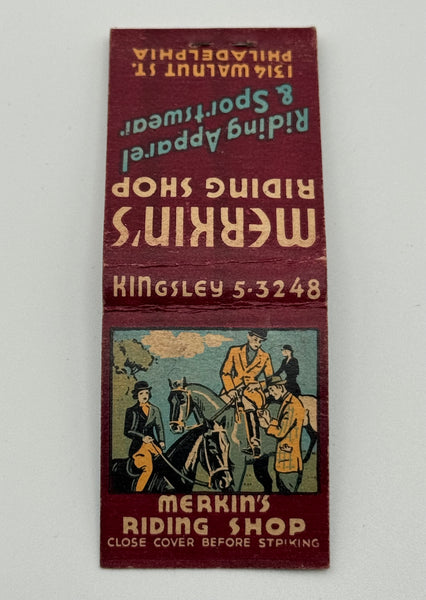 1314 WALNUT ST.
PHILADELPHIA
Riding Apparel
& Sportswear
MERKIN'S
RIDING SHOP
KINGSLEY 5-3248
MERKIN'S
RIDING SHOP
CLOSE COVER BEFORE STRIKING